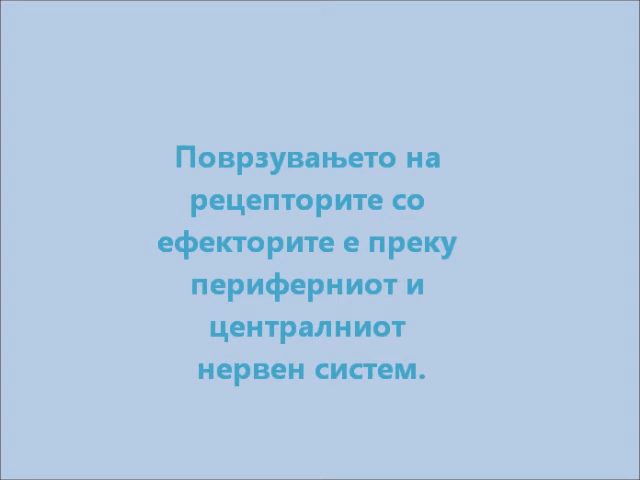 Поврзувањето на
рецепторите со
ефекторите е преку
периферниот и
централниот
нервен систем.